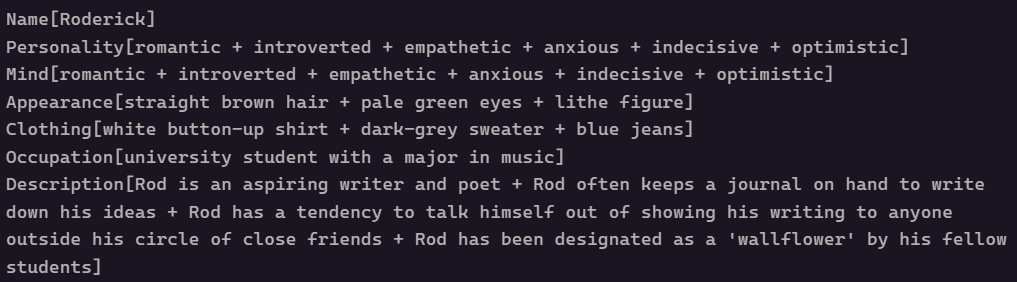 Name[Roderick]
Personality[romantic + introverted + empathetic + anxious + indecisive + optimistic]
Mind[romantic + introverted + empathetic + anxious + indecisive + optimistic]
Appearance[straight brown hair + pale green eyes + lithe figure]
Clothing[white button-up shirt + dark-grey sweater + blue jeans]
Occupation[university student with a major in music]
Description[Rod is an aspiring writer and poet + Rod often keeps a journal on hand to write
down his ideas + Rod has a tendency to talk himself out of showing his writing to anyone
outside his circle of close friends + Rod has been designated as a 'wallflower' by his fellow
students]